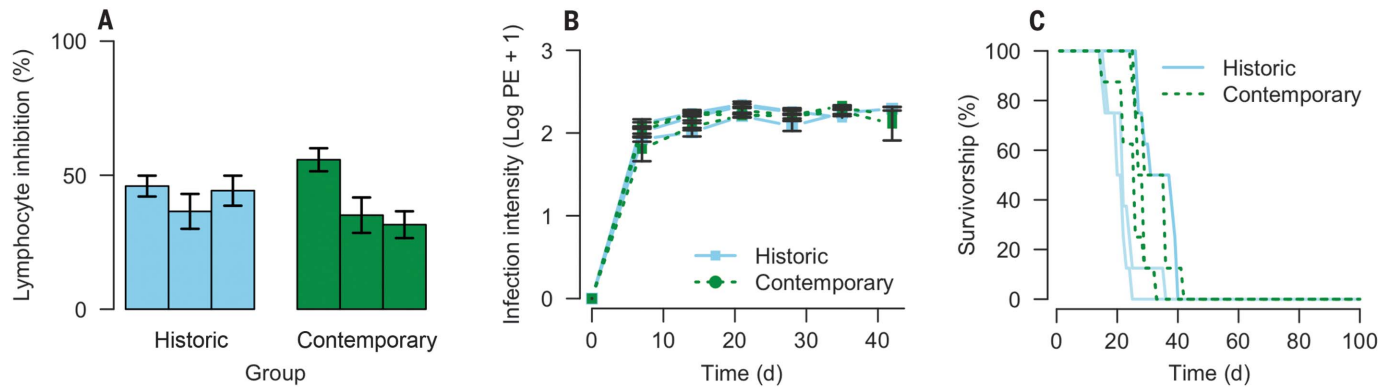 A
Lymphocyte inhibition (%)
100
50
0
Historic
Contemporary
Group
B
Infection intensity (Log PE + 1)
3
2
1
0
Historic
Contemporary
0 10 20 30 40
Time (d)
C
Survivorship (%)
100
80
60
40
20
0
Historic
Contemporary
0 20 40 60 80 100
Time (d)